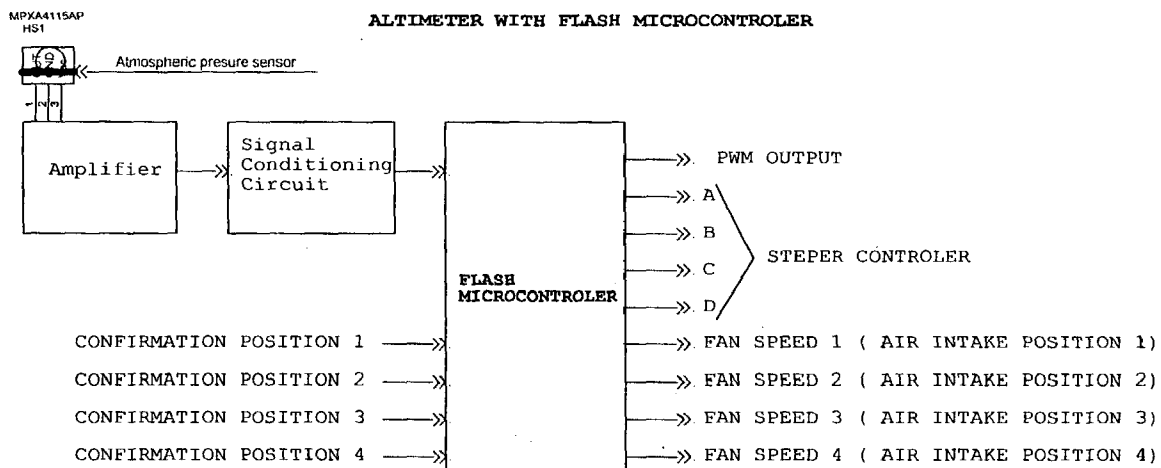 MPXA4115AP
HS1
ALTIMETER WITH FLASH MICROCONTROLER
Atmospheric presure sensor
1 2 3
Amplifier
Signal
Conditioning
Circuit
PWM OUTPUT
A
B
C
D
STEPER CONTROLER
FLASH
MICROCONTROLER
CONFIRMATION POSITION 1
FAN SPEED 1 ( AIR INTAKE POSITION 1)
CONFIRMATION POSITION 2
FAN SPEED 2 ( AIR INTAKE POSITION 2)
CONFIRMATION POSITION 3
FAN SPEED 3 ( AIR INTAKE POSITION 3)
CONFIRMATION POSITION 4
FAN SPEED 4 ( AIR INTAKE POSITION 4)